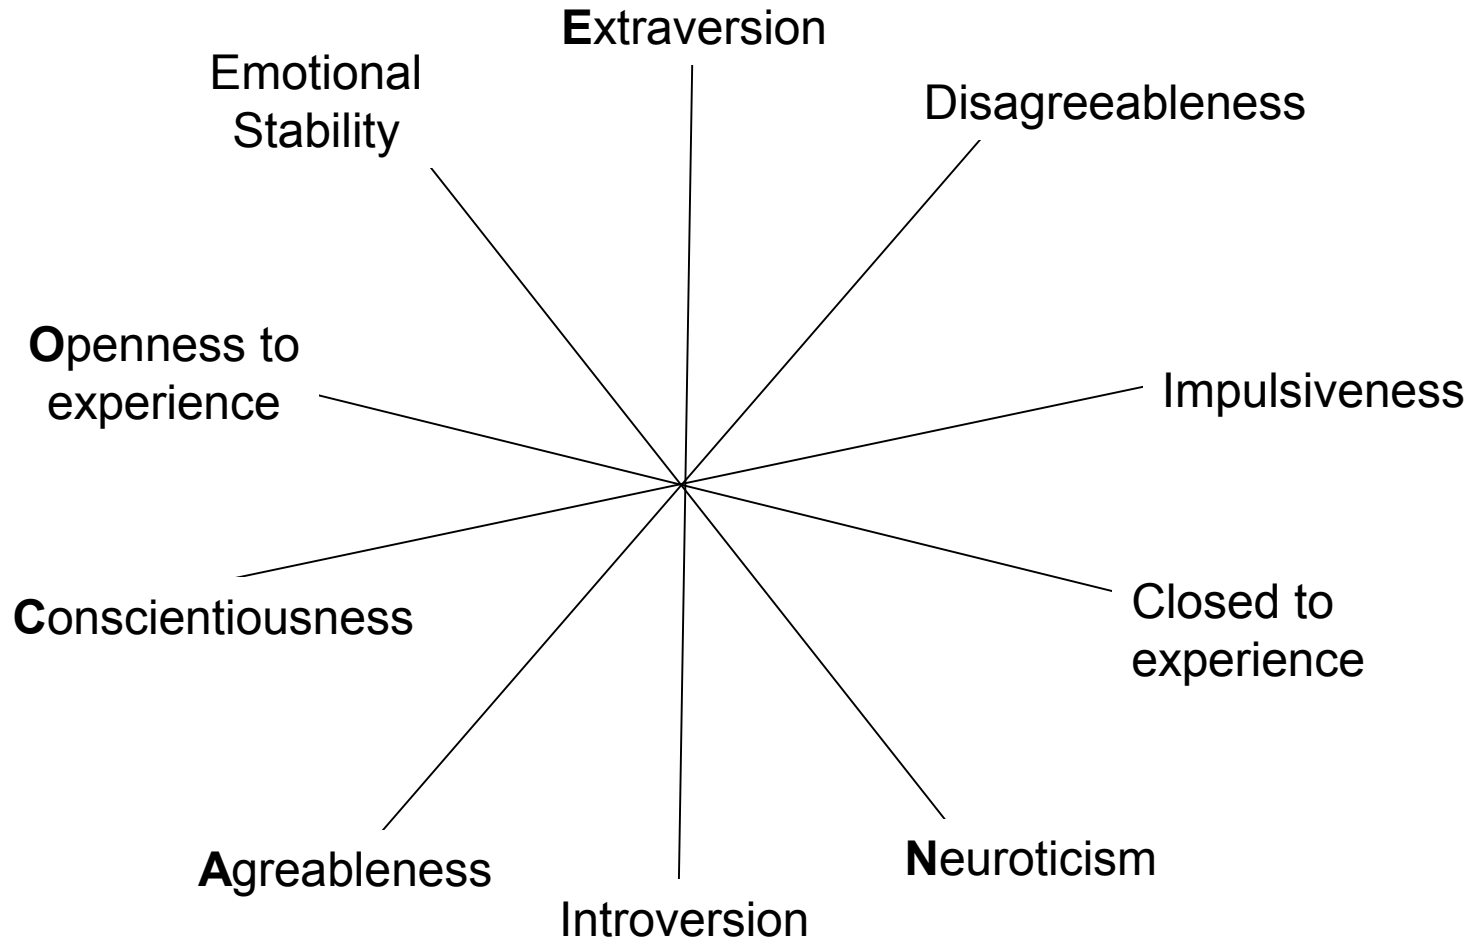 Extraversion
Emotional
Stability
Disagreeableness
Openness to
experience
Impulsiveness
Conscientiousness
Closed to
experience
Agreableness
Neuroticism
Introversion